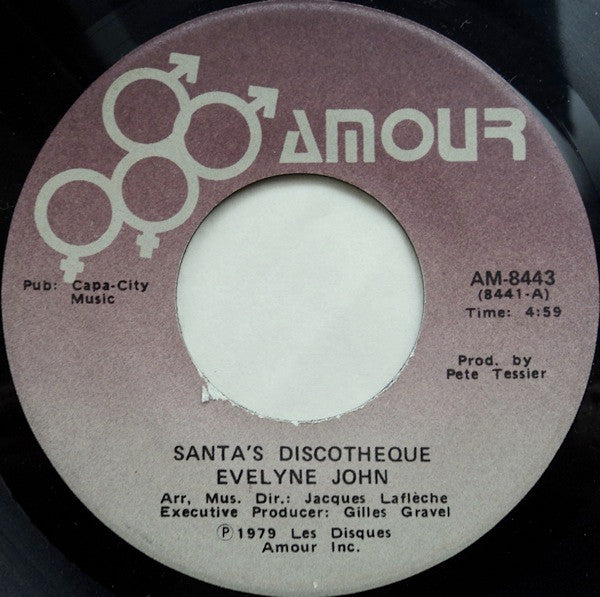 AMOUR
Pub: Capa-City
Music
AM-8443
(8441-A)
Time: 4:59
Prod. by
Pete Tessier
SANTA'S DISCOTHEQUE
EVELYNE JOHN
Arr, Mus. Dir.: Jacques Laflèche
Executive Producer: Gilles Gravel
Ⓟ1979 Les Disques
Amour Inc.